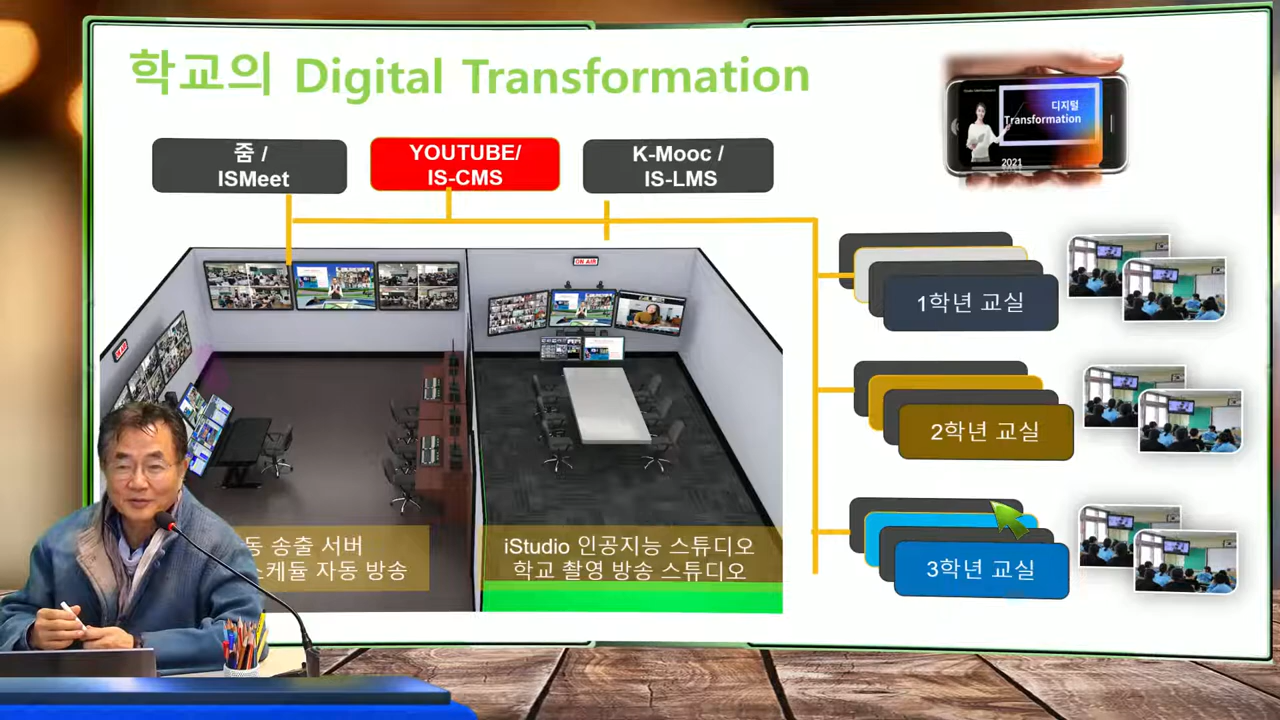 학교의 Digital Transformation
디지털
Transformation
2021
줌 /
ISMeet
YOUTUBE/
IS-CMS
K-Mooc /
IS-LMS
ON AIR
1학년 교실
2학년 교실
3학년 교실
동 송출 서버
스케듈 자동 방송
iStudio 인공지능 스튜디오
학교 촬영 방송 스튜디오